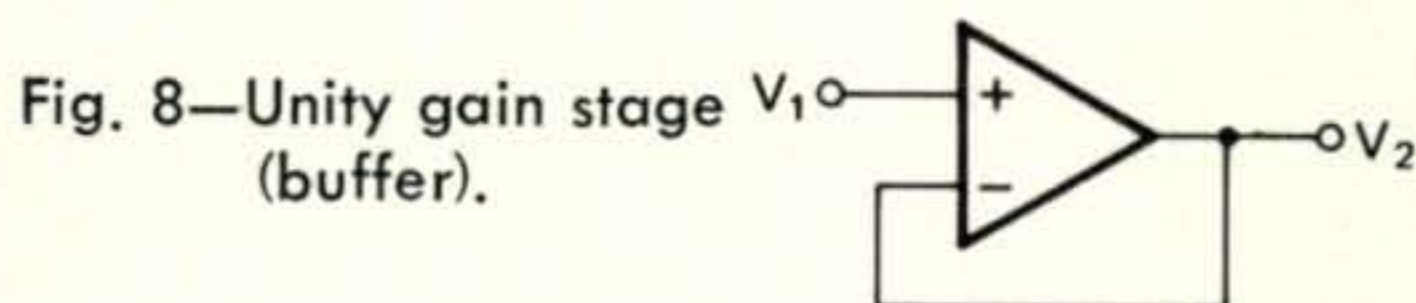 Fig. 8—Unity gain stage
(buffer).
V₁
+
−
V₂